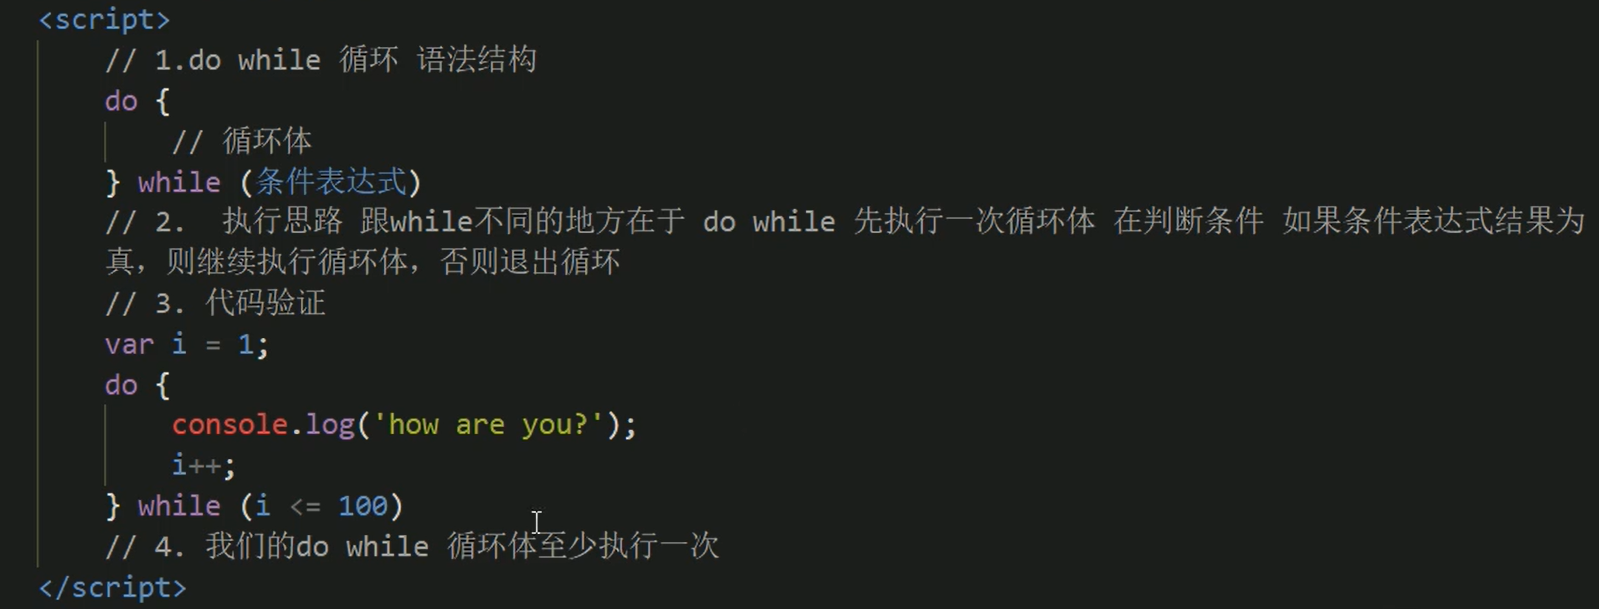 <script>
// 1.do while 循环 语法结构
do {
// 循环体
} while (条件表达式)
// 2.  执行思路 跟while不同的地方在于 do while 先执行一次循环体 在判断条件 如果条件表达式结果为
真，则继续执行循环体，否则退出循环
// 3. 代码验证
var i = 1;
do {
console.log('how are you?');
i++;
} while (i <= 100)
// 4. 我们的do while 循环体至少执行一次
</script>